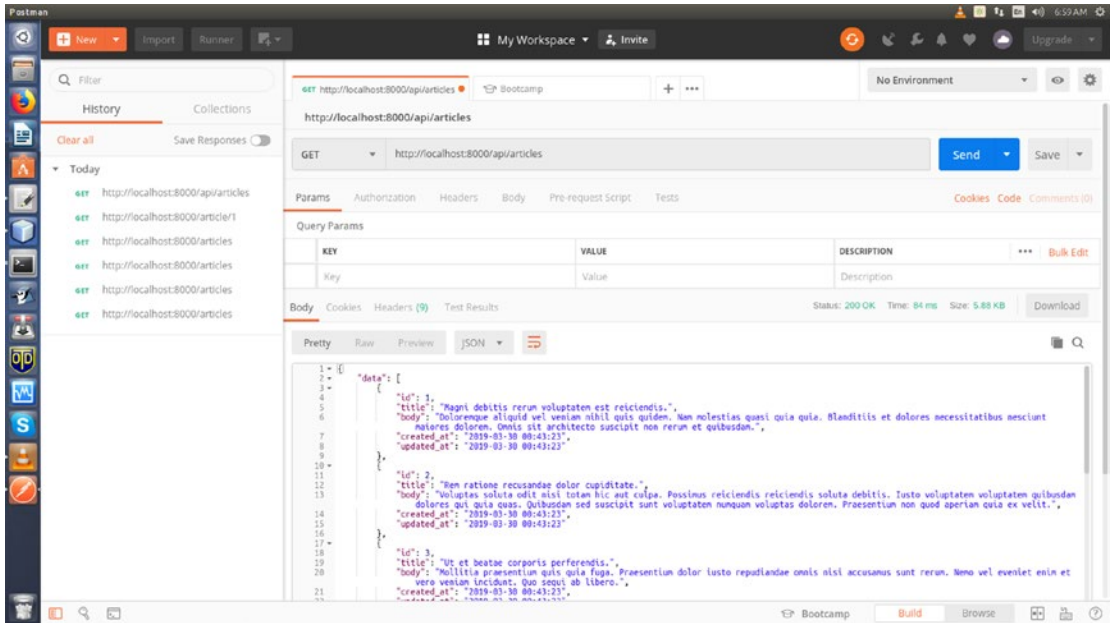 Postman
En
6:59 AM
New
Import
Runner
My Workspace
Invite
Upgrade
Filter
History
Collections
Clear all
Save Responses
Today
GET http://localhost:8000/api/articles
GET http://localhost:8000/article/1
GET http://localhost:8000/articles
GET http://localhost:8000/articles
GET http://localhost:8000/articles
GET http://localhost:8000/articles
GET http://localhost:8000/api/articles
Bootcamp
+ •••
No Environment
http://localhost:8000/api/articles
GET
http://localhost:8000/api/articles
Send
Save
Params Authorization Headers Body Pre-request Script Tests
Cookies Code Comments (0)
Query Params
KEY VALUE DESCRIPTION ••• Bulk Edit
Key Value Description
Body Cookies Headers (9) Test Results
Status: 200 OK Time: 84 ms Size: 5.88 KB
Download
Pretty Raw Preview JSON
1 {
2 "data": [
3 {
4 "id": 1,
5 "title": "Magni debitis rerum voluptatem est reiciendis.",
6 "body": "Doloremque aliquid vel veniam nihil quis quidem. Nam molestias quasi quia quia. Blanditiis et dolores necessitatibus nesciunt
maiores dolorem. Omnis sit architecto suscipit non rerum et quibusdam.",
7 "created_at": "2019-03-30 00:43:23",
8 "updated_at": "2019-03-30 00:43:23"
9 },
10 {
11 "id": 2,
12 "title": "Rem ratione recusandae dolor cupiditate.",
13 "body": "Voluptas soluta odit nisi totam hic aut culpa. Possimus reiciendis reiciendis soluta debitis. Iusto voluptatem voluptatem quibusdam
dolores qui quia quas. Quibusdam sed suscipit sunt voluptatem numquam voluptas dolorem. Praesentium non quod aperiam quia ex velit.",
14 "created_at": "2019-03-30 00:43:23",
15 "updated_at": "2019-03-30 00:43:23"
16 },
17 {
18 "id": 3,
19 "title": "Ut et beatae corporis perferendis.",
20 "body": "Mollitia praesentium quis quia fuga. Praesentium dolor iusto repudiandae omnis nisi accusamus sunt rerum. Nemo vel eveniet enim et
vero veniam incidunt. Quo sequi ab libero.",
21 "created_at": "2019-03-30 00:43:23",
Bootcamp
Build
Browse